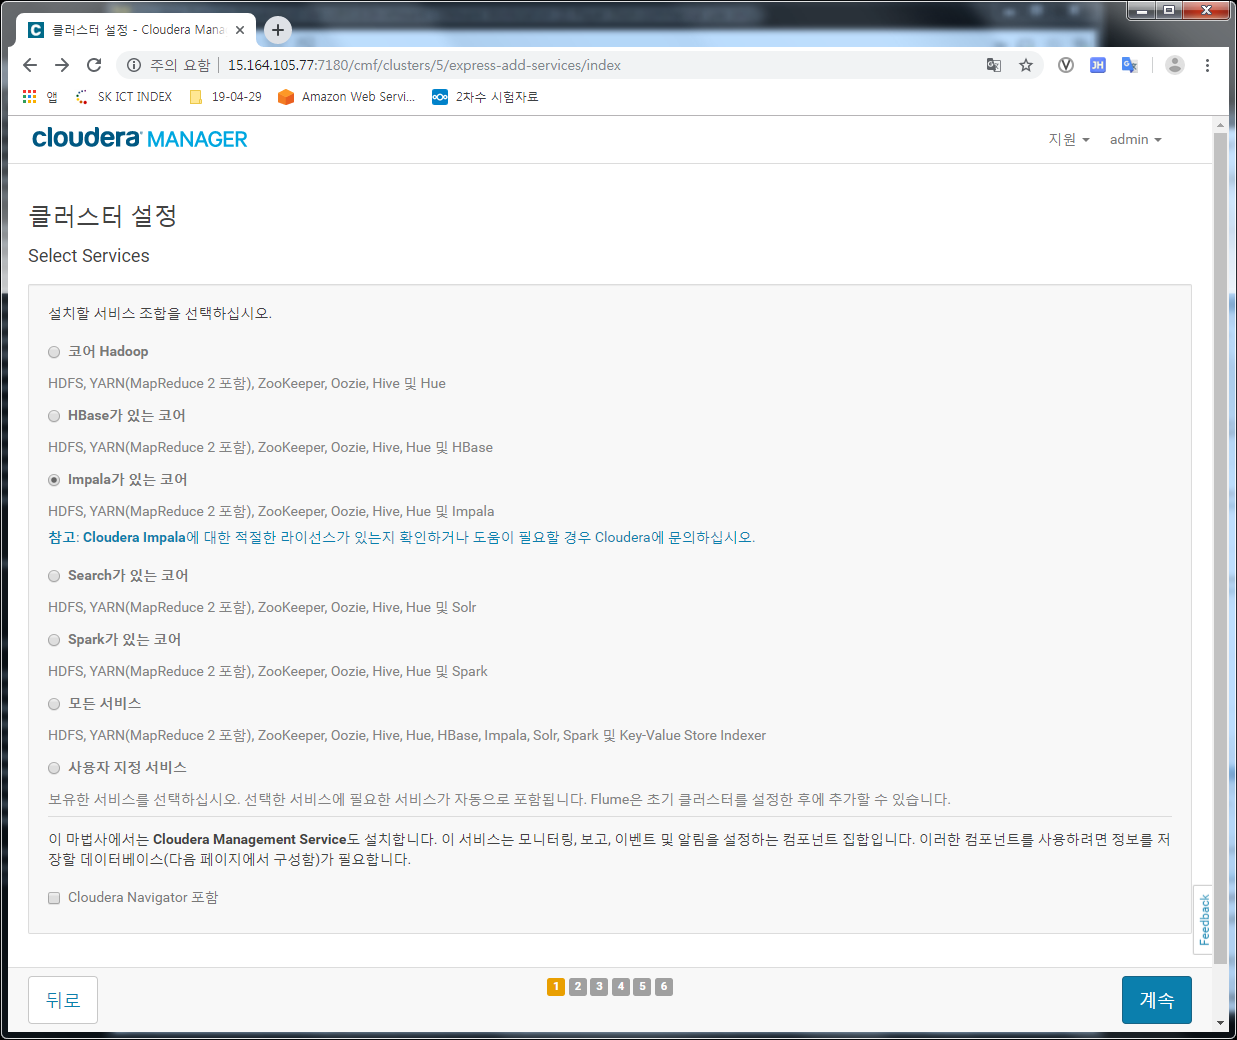 클러스터 설정 - Cloudera Mana
주의 요함 15.164.105.77:7180/cmf/clusters/5/express-add-services/index
앱 SK ICT INDEX 19-04-29 Amazon Web Servi... 2차수 시험자료
cloudera MANAGER 지원 admin
클러스터 설정
Select Services
설치할 서비스 조합을 선택하십시오.
코어 Hadoop
HDFS, YARN(MapReduce 2 포함), ZooKeeper, Oozie, Hive 및 Hue
HBase가 있는 코어
HDFS, YARN(MapReduce 2 포함), ZooKeeper, Oozie, Hive, Hue 및 HBase
Impala가 있는 코어
HDFS, YARN(MapReduce 2 포함), ZooKeeper, Oozie, Hive, Hue 및 Impala
참고: Cloudera Impala에 대한 적절한 라이선스가 있는지 확인하거나 도움이 필요할 경우 Cloudera에 문의하십시오.
Search가 있는 코어
HDFS, YARN(MapReduce 2 포함), ZooKeeper, Oozie, Hive, Hue 및 Solr
Spark가 있는 코어
HDFS, YARN(MapReduce 2 포함), ZooKeeper, Oozie, Hive, Hue 및 Spark
모든 서비스
HDFS, YARN(MapReduce 2 포함), ZooKeeper, Oozie, Hive, Hue, HBase, Impala, Solr, Spark 및 Key-Value Store Indexer
사용자 지정 서비스
보유한 서비스를 선택하십시오. 선택한 서비스에 필요한 서비스가 자동으로 포함됩니다. Flume은 초기 클러스터를 설정한 후에 추가할 수 있습니다.
이 마법사에서는 Cloudera Management Service도 설치합니다. 이 서비스는 모니터링, 보고, 이벤트 및 알림을 설정하는 컴포넌트 집합입니다. 이러한 컴포넌트를 사용하려면 정보를 저
장할 데이터베이스(다음 페이지에서 구성함)가 필요합니다.
Cloudera Navigator 포함
Feedback
뒤로 1 2 3 4 5 6 계속